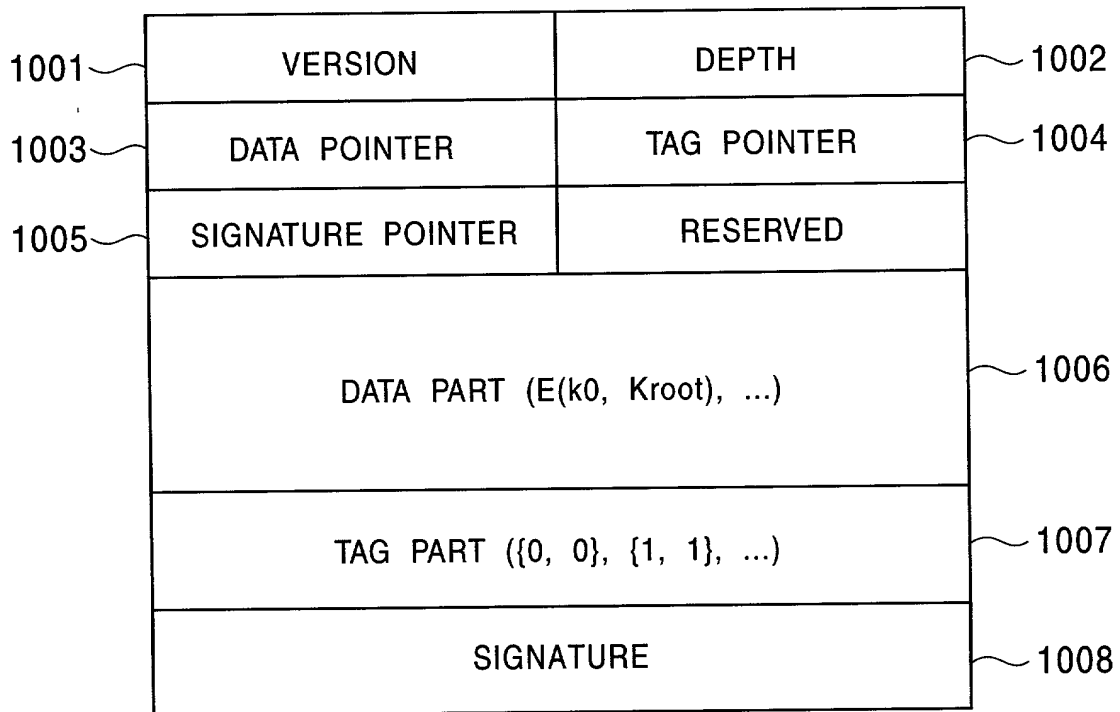 1001 VERSION DEPTH 1002
1003 DATA POINTER TAG POINTER 1004
1005 SIGNATURE POINTER RESERVED
DATA PART (E(k0, Kroot), ...) 1006
TAG PART ({0, 0}, {1, 1}, ...) 1007
SIGNATURE 1008